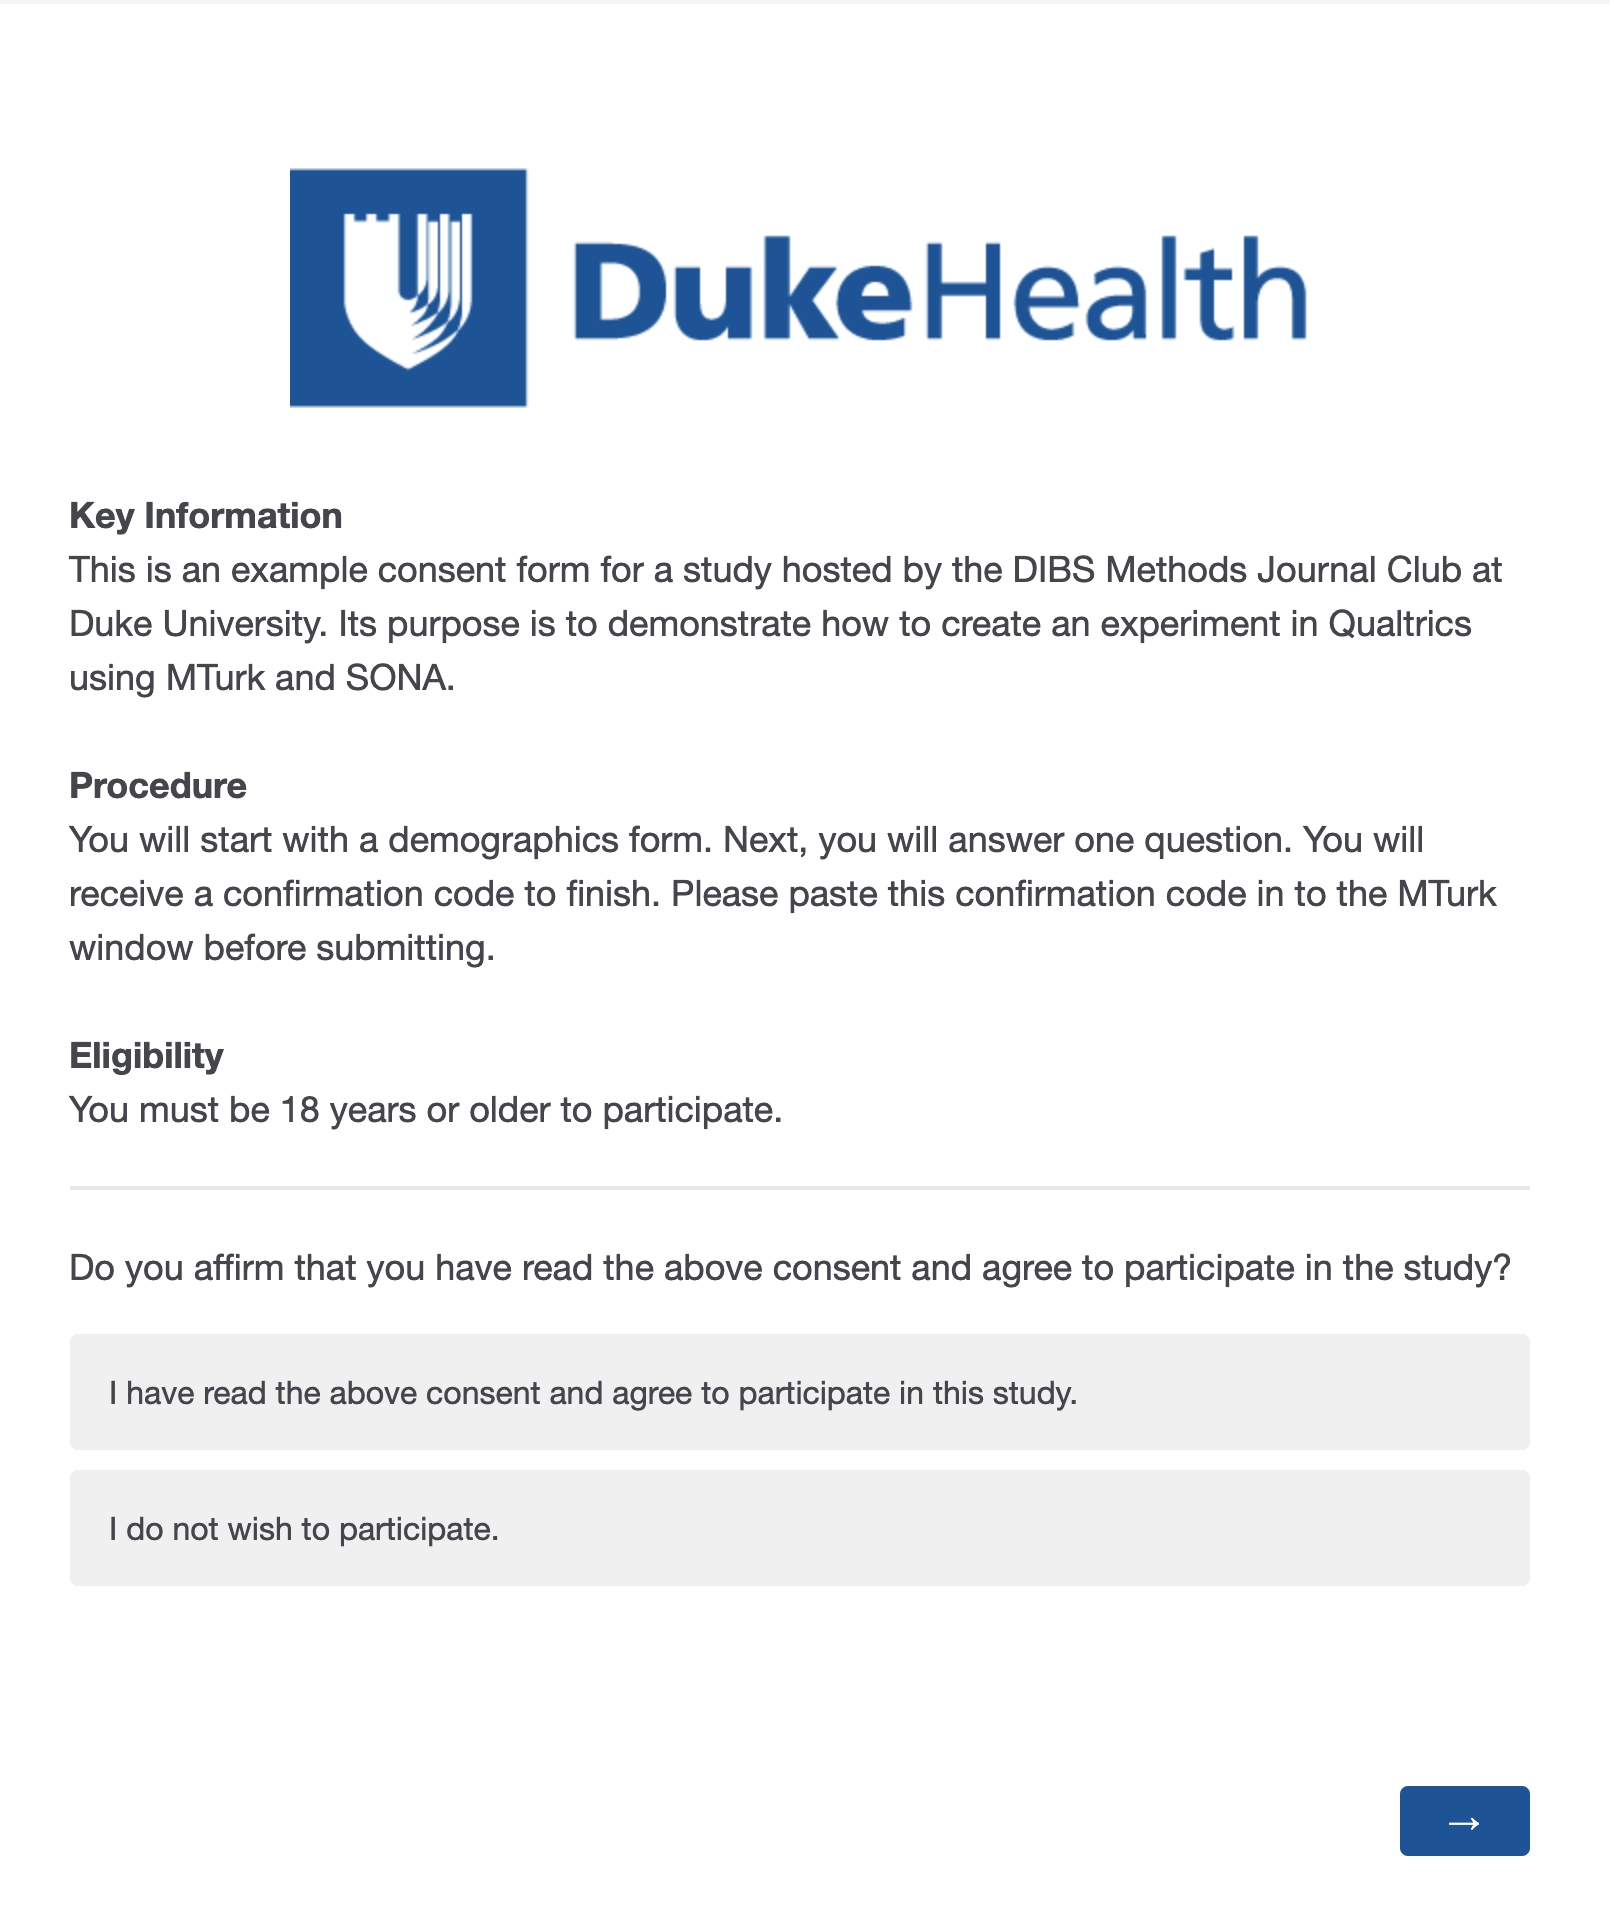 DukeHealth
Key Information
This is an example consent form for a study hosted by the DIBS Methods Journal Club at
Duke University. Its purpose is to demonstrate how to create an experiment in Qualtrics
using MTurk and SONA.
Procedure
You will start with a demographics form. Next, you will answer one question. You will
receive a confirmation code to finish. Please paste this confirmation code in to the MTurk
window before submitting.
Eligibility
You must be 18 years or older to participate.
Do you affirm that you have read the above consent and agree to participate in the study?
I have read the above consent and agree to participate in this study.
I do not wish to participate.
→